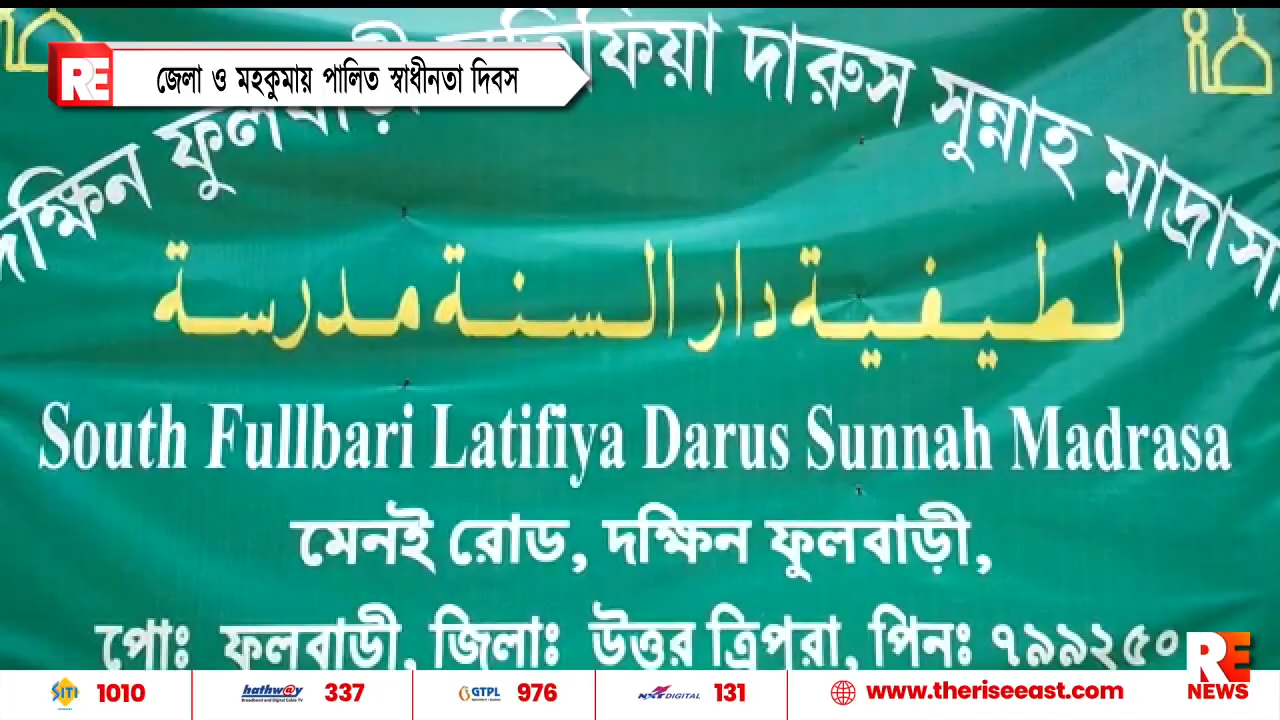 RE জেলা ও মহকুমায় পালিত স্বাধীনতা দিবস
দক্ষিন ফুলবাড়ী লতিফিয়া দারুস সুন্নাহ মাদ্রাসা
لطيفية دار السنة مدرسة
South Fullbari Latifiya Darus Sunnah Madrasa
মেনই রোড, দক্ষিন ফুলবাড়ী,
পোঃ ফুলবাড়ী, জিলাঃ উত্তর ত্রিপুরা, পিনঃ ৭৯৯২৫০
RE NEWS
SITI 1010 hathw@y 337 GTPL 976 NXT DIGITAL 131 www.theriseeast.com